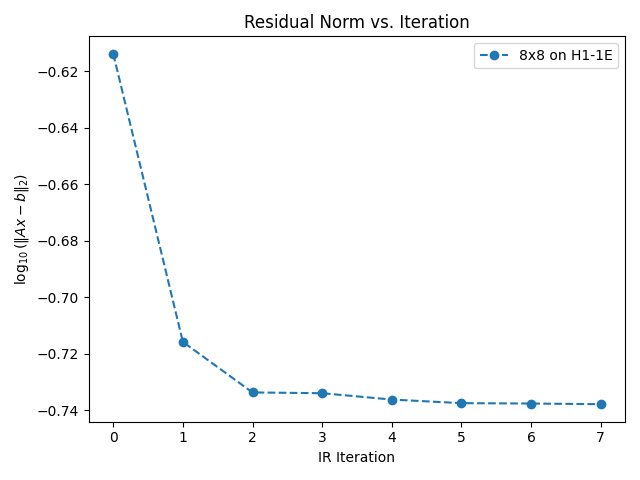 Residual Norm vs. Iteration
8x8 on H1-1E
−0.62
−0.64
−0.66
−0.68
−0.70
−0.72
−0.74
log₁₀(‖Ax − b‖₂)
0 1 2 3 4 5 6 7
IR Iteration